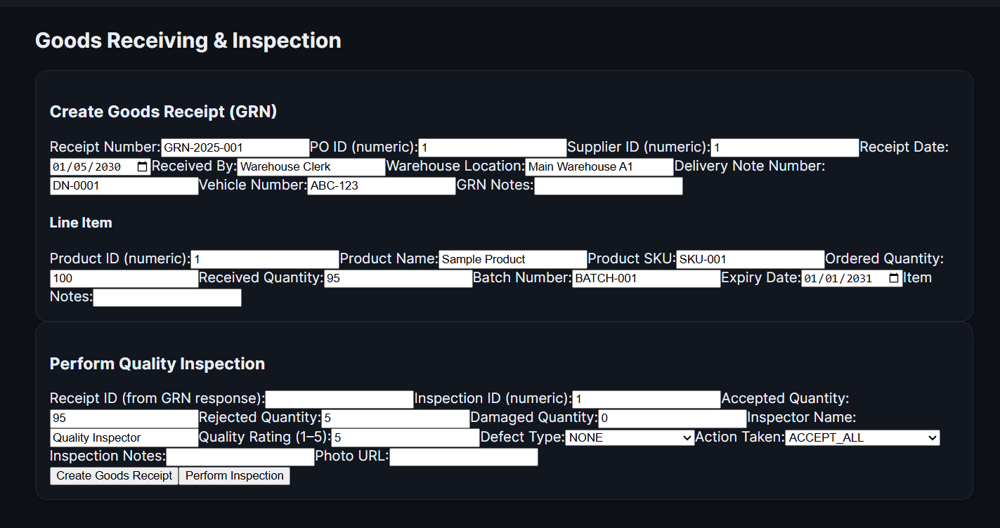 Goods Receiving & Inspection
Create Goods Receipt (GRN)
Receipt Number: GRN-2025-001 PO ID (numeric): 1 Supplier ID (numeric): 1 Receipt Date:
01/05/2030 Received By: Warehouse Clerk Warehouse Location: Main Warehouse A1 Delivery Note Number:
DN-0001 Vehicle Number: ABC-123 GRN Notes:
Line Item
Product ID (numeric): 1 Product Name: Sample Product Product SKU: SKU-001 Ordered Quantity:
100 Received Quantity: 95 Batch Number: BATCH-001 Expiry Date: 01/01/2031 Item
Notes:
Perform Quality Inspection
Receipt ID (from GRN response): Inspection ID (numeric): 1 Accepted Quantity:
95 Rejected Quantity: 5 Damaged Quantity: 0 Inspector Name:
Quality Inspector Quality Rating (1–5): 5 Defect Type: NONE Action Taken: ACCEPT_ALL
Inspection Notes: Photo URL:
Create Goods Receipt Perform Inspection